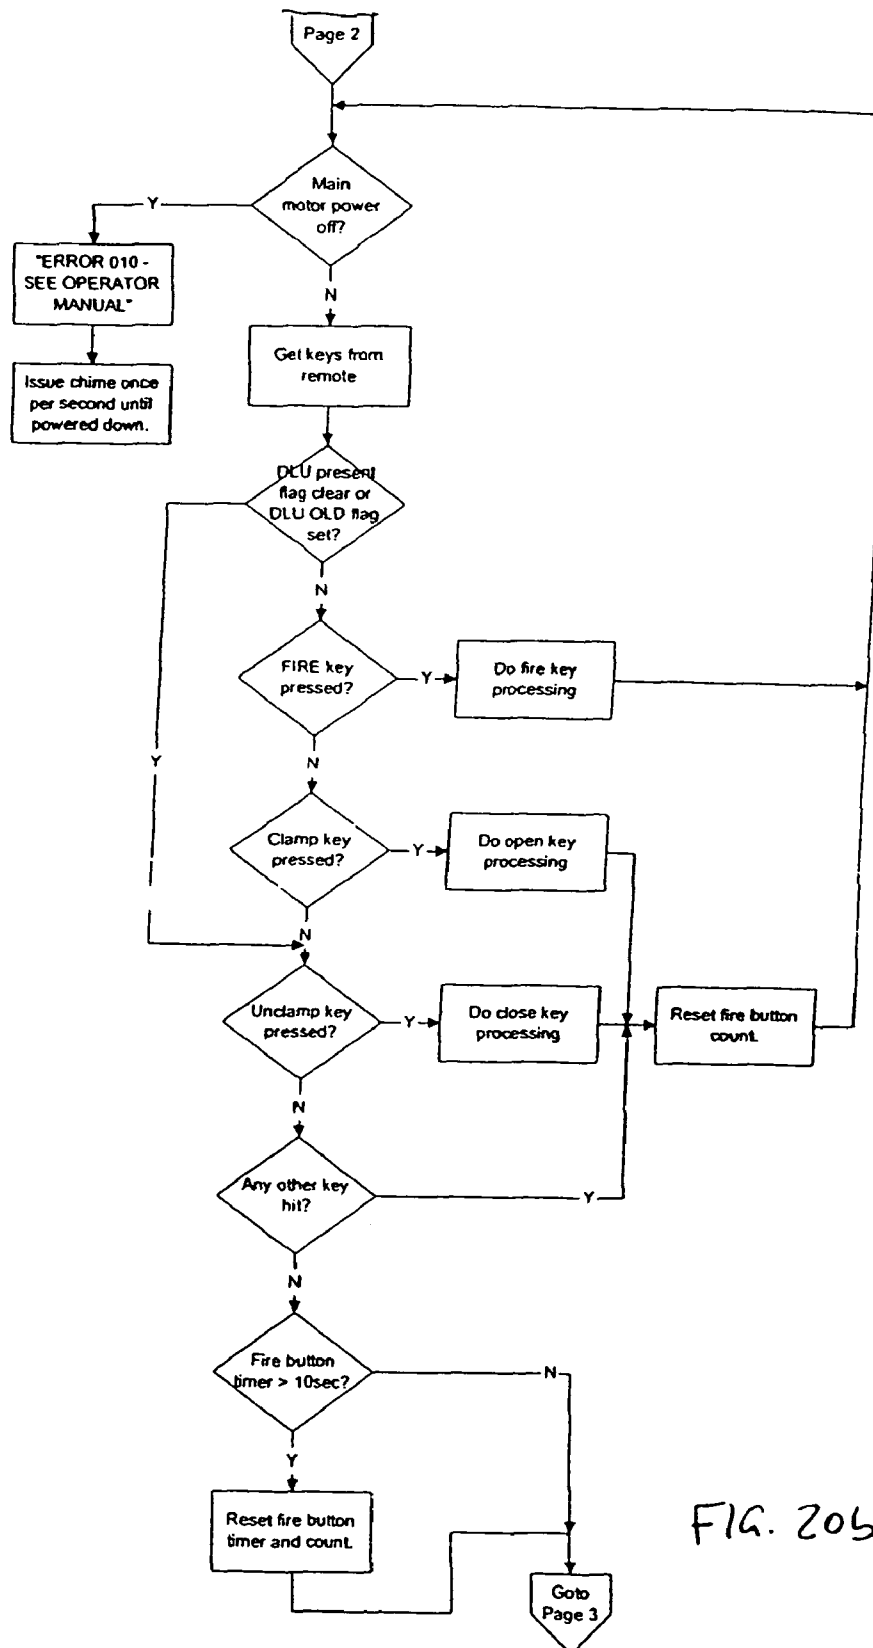 Page 2
Main
motor power
off?
Y
"ERROR 010 -
SEE OPERATOR
MANUAL"
N
Issue chime once
per second until
powered down.
Get keys from
remote
DLU present
flag clear or
DLU OLD flag
set?
N
FIRE key
pressed?
Y
Do fire key
processing
Y
N
Clamp key
pressed?
Y
Do open key
processing
N
Unclamp key
pressed?
Y
Do close key
processing
Reset fire button
count.
N
Any other key
hit?
Y
N
Fire button
timer > 10sec?
N
Y
Reset fire button
timer and count.
FIG. 20b
Goto
Page 3